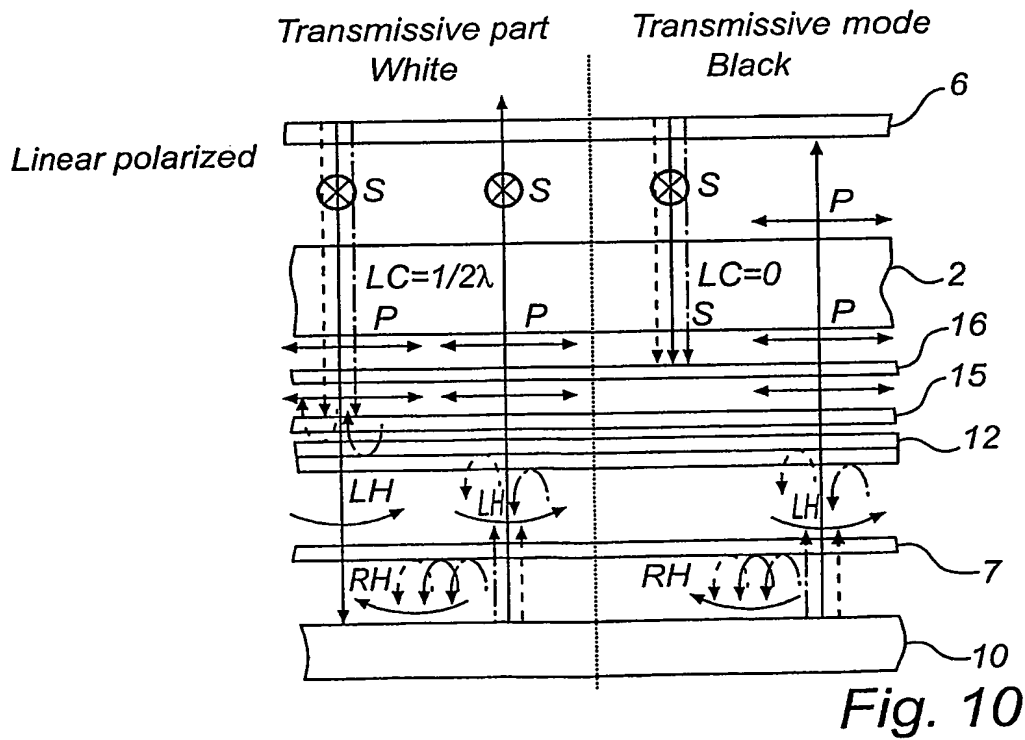 Transmissive part
White
Transmissive mode
Black
6
Linear polarized
S
S
S
P
LC=1/2λ
LC=0
2
S
P
P
P
16
15
12
LH
LH
LH
7
RH
RH
10
Fig. 10